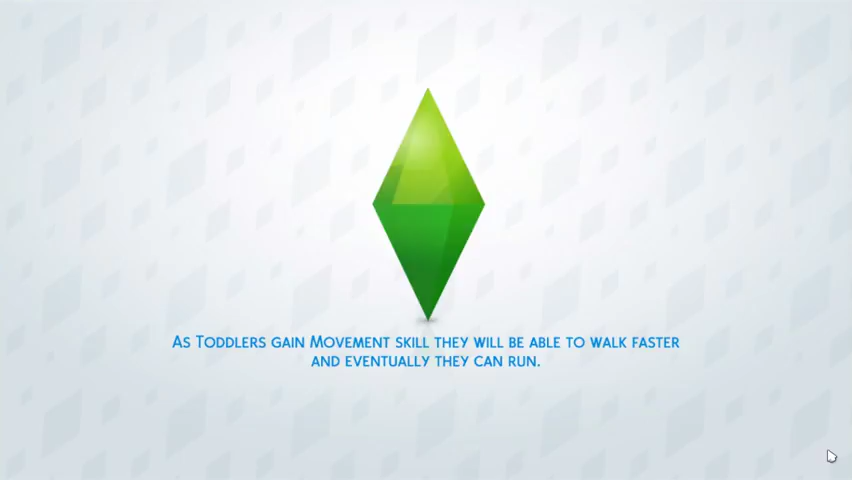 As Toddlers gain Movement skill they will be able to walk faster
and eventually they can run.